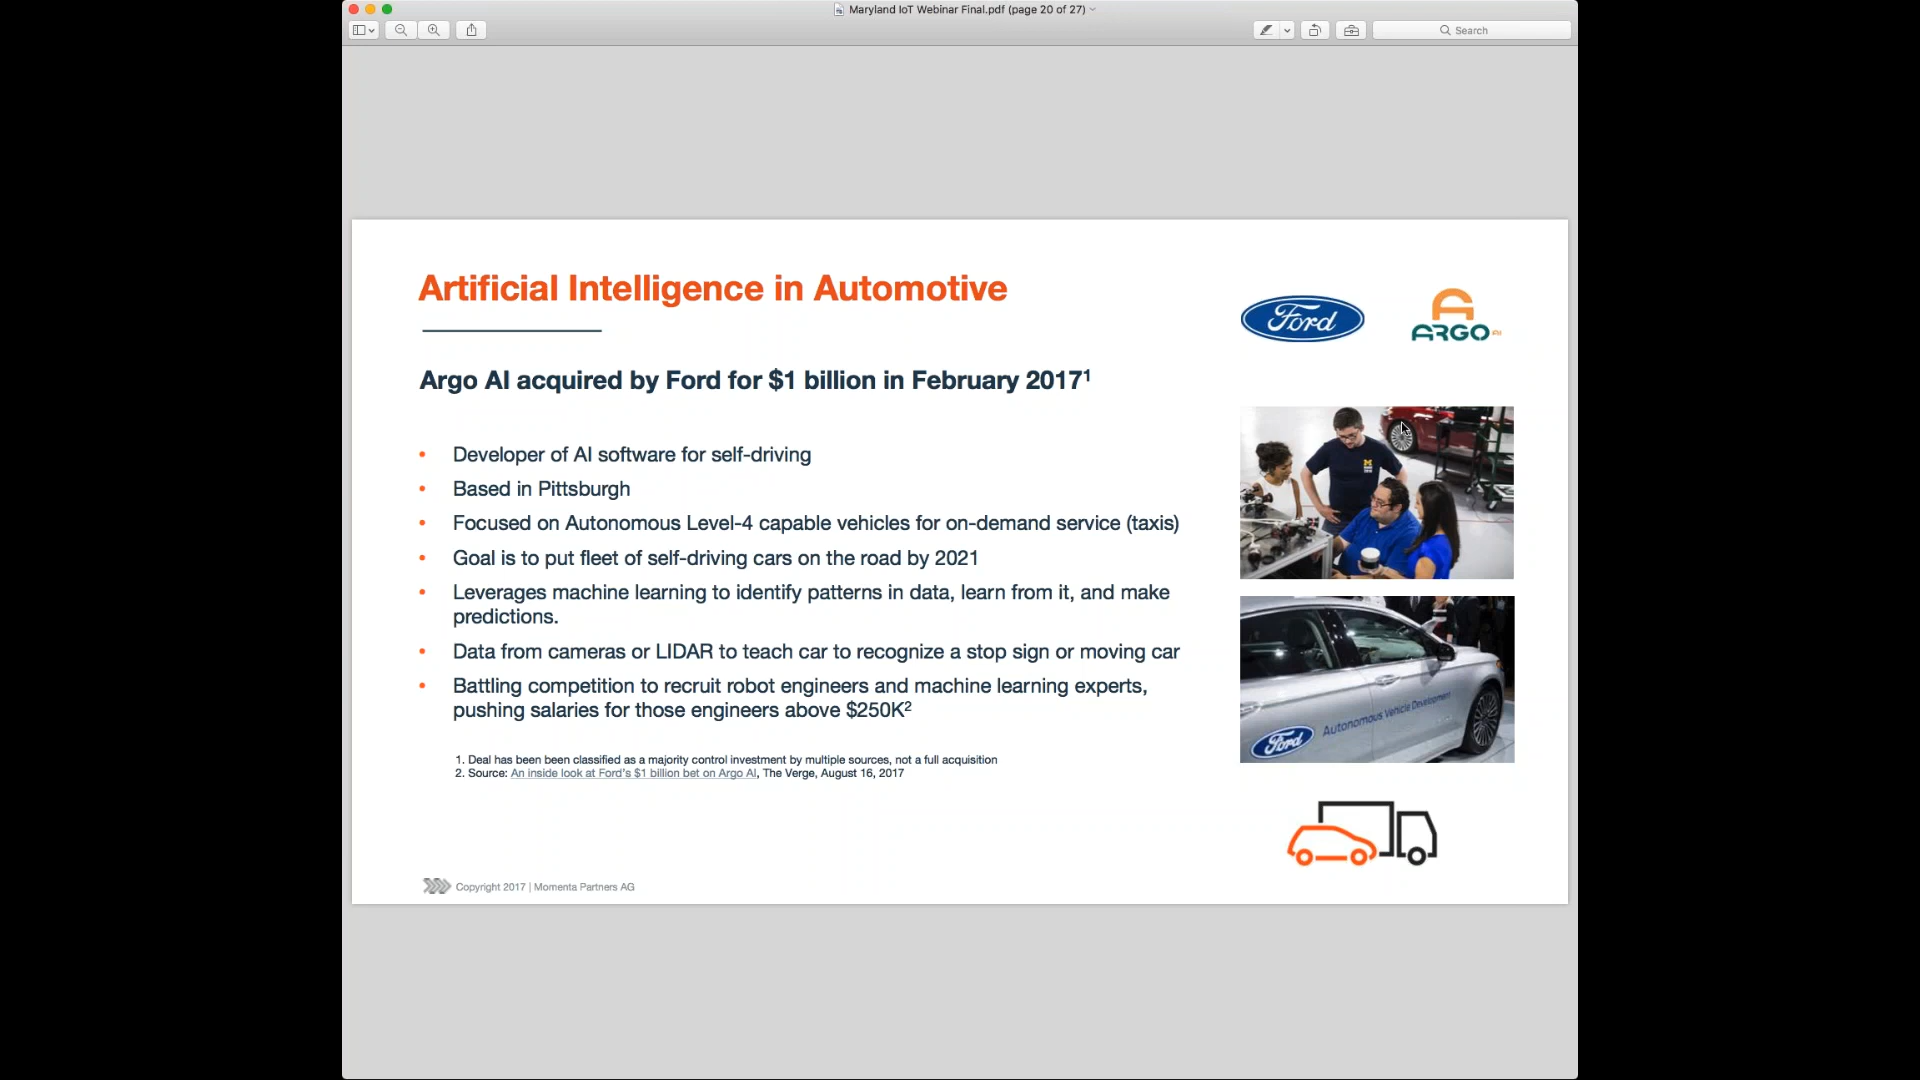 Maryland IoT Webinar Final.pdf (page 20 of 27)
Search
Artificial Intelligence in Automotive
Ford
ARGO AI
Argo AI acquired by Ford for $1 billion in February 2017¹
• Developer of AI software for self-driving
• Based in Pittsburgh
• Focused on Autonomous Level-4 capable vehicles for on-demand service (taxis)
• Goal is to put fleet of self-driving cars on the road by 2021
• Leverages machine learning to identify patterns in data, learn from it, and make
predictions.
• Data from cameras or LIDAR to teach car to recognize a stop sign or moving car
• Battling competition to recruit robot engineers and machine learning experts,
pushing salaries for those engineers above $250K²
M
Ford Autonomous Vehicle Development
1. Deal has been been classified as a majority control investment by multiple sources, not a full acquisition
2. Source: An inside look at Ford's $1 billion bet on Argo AI, The Verge, August 16, 2017
Copyright 2017 | Momenta Partners AG